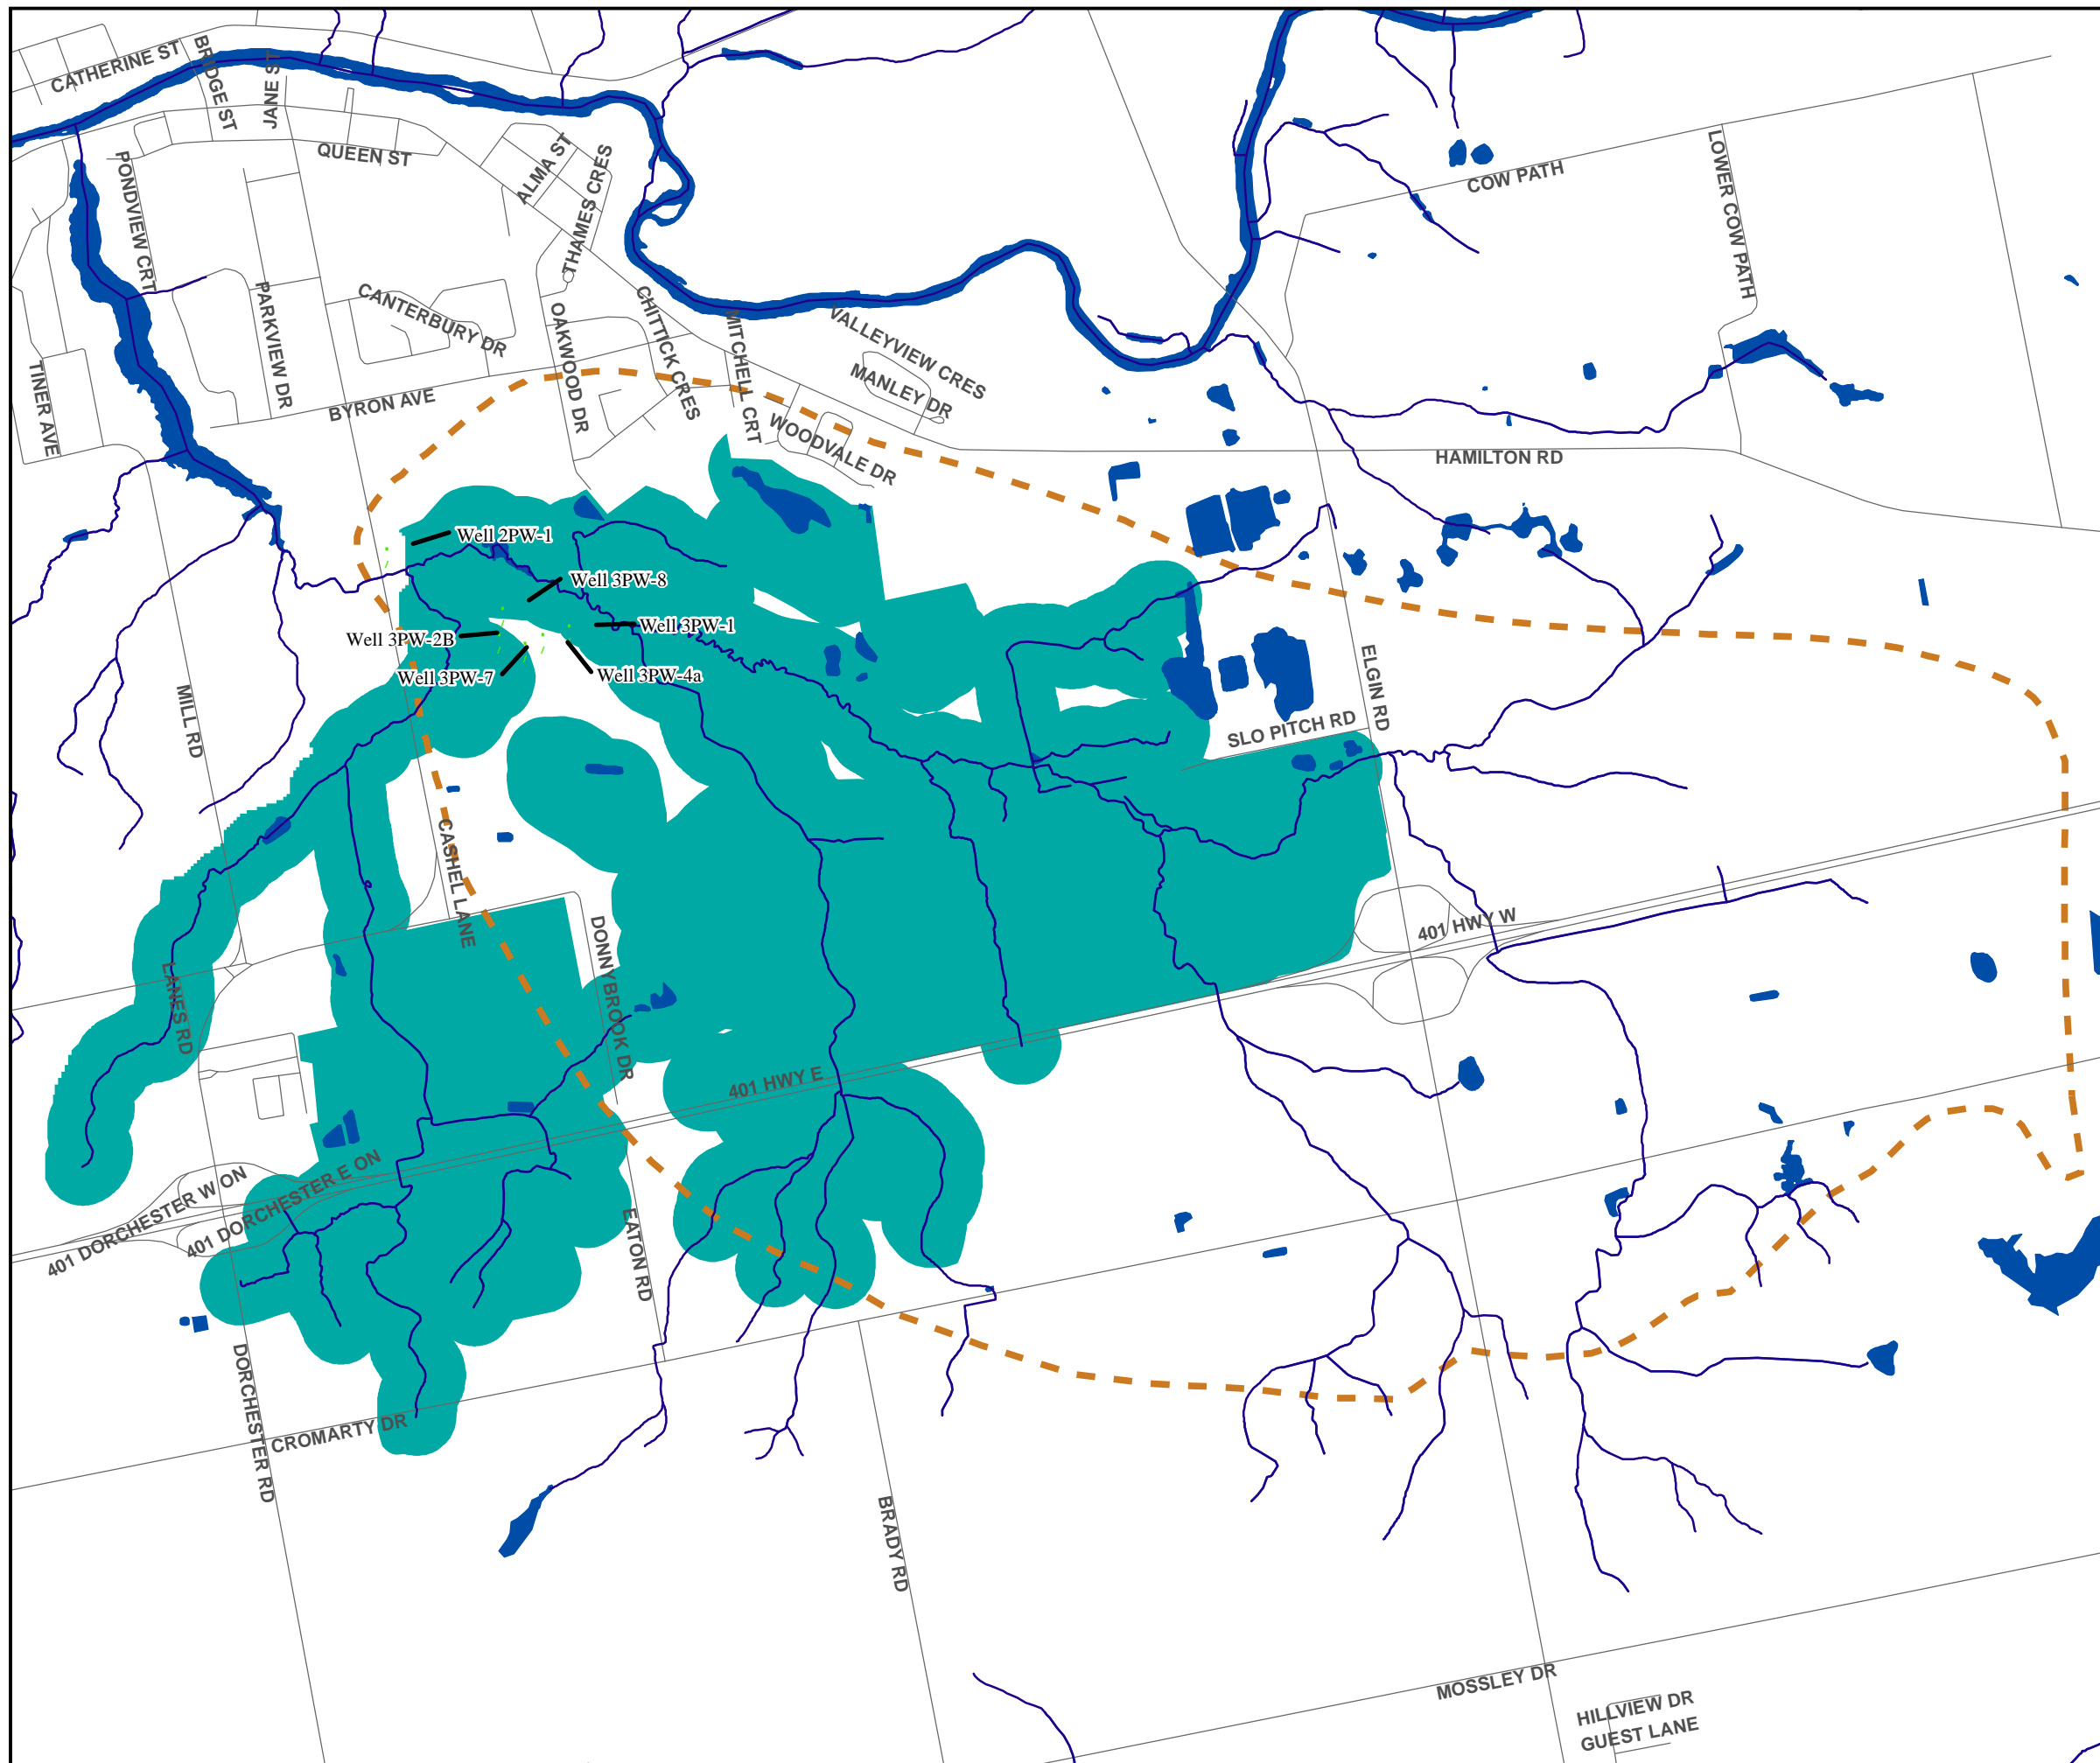 CATHERINE ST
BRIDGE ST
JANE ST
QUEEN ST
ALMA ST
THAMES CRES
PONDVIEW CRT
COW PATH
LOWER COW PATH
PARKVIEW DR
CANTERBURY DR
OAKWOOD DR
CHITTICK CRES
MITCHELL CRT
VALLEYVIEW CRES
MANLEY DR
TINER AVE
BYRON AVE
WOODVALE DR
HAMILTON RD
Well 2PW-1
Well 3PW-8
Well 3PW-2B
Well 3PW-1
Well 3PW-7
Well 3PW-4a
MILL RD
ELGIN RD
SLO PITCH RD
CASHEL LANE
401 HWY W
DONNYBROOK DR
LANES RD
401 HWY E
401 DORCHESTER W ON
401 DORCHESTER E ON
EATON RD
DORCHESTER RD
CROMARTY DR
BRADY RD
MOSSLEY DR
HILLVIEW DR
GUEST LANE